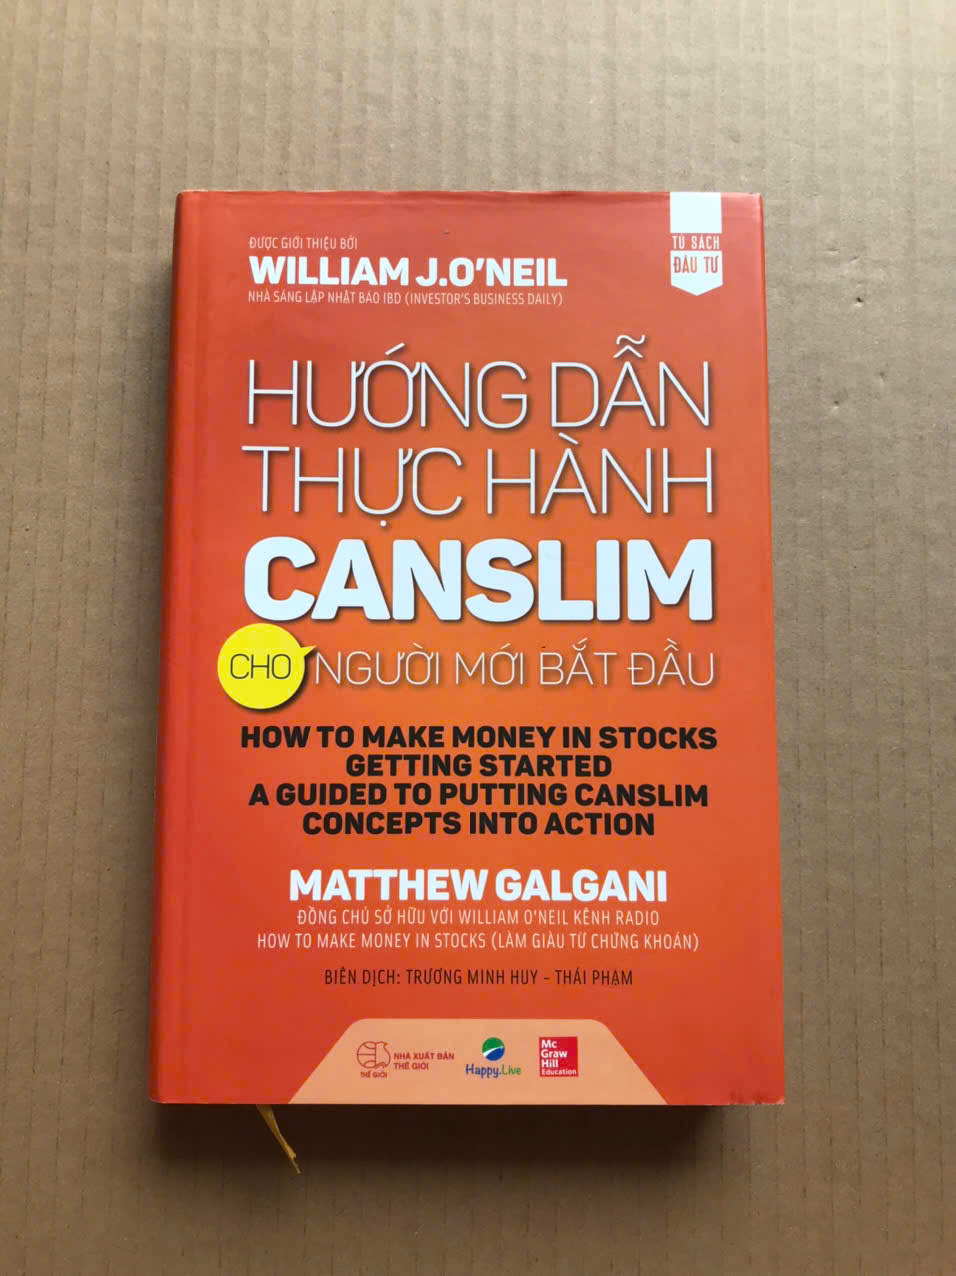 ĐƯỢC GIỚI THIỆU BỞI
WILLIAM J.O'NEIL
NHÀ SÁNG LẬP NHẬT BÁO IBD (INVESTOR'S BUSINESS DAILY)
TỦ SÁCH
ĐẦU TƯ
HƯỚNG DẪN
THỰC HÀNH
CANSLIM
CHO NGƯỜI MỚI BẮT ĐẦU
HOW TO MAKE MONEY IN STOCKS
GETTING STARTED
A GUIDED TO PUTTING CANSLIM
CONCEPTS INTO ACTION
MATTHEW GALGANI
ĐỒNG CHỦ SỞ HỮU VỚI WILLIAM O'NEIL KÊNH RADIO
HOW TO MAKE MONEY IN STOCKS (LÀM GIÀU TỪ CHỨNG KHOÁN)
BIÊN DỊCH: TRƯƠNG MINH HUY - THÁI PHẠM
THẾ GIỚI
NHÀ XUẤT BẢN
THẾ GIỚI
Happy.Live
Mc
Graw
Hill
Education